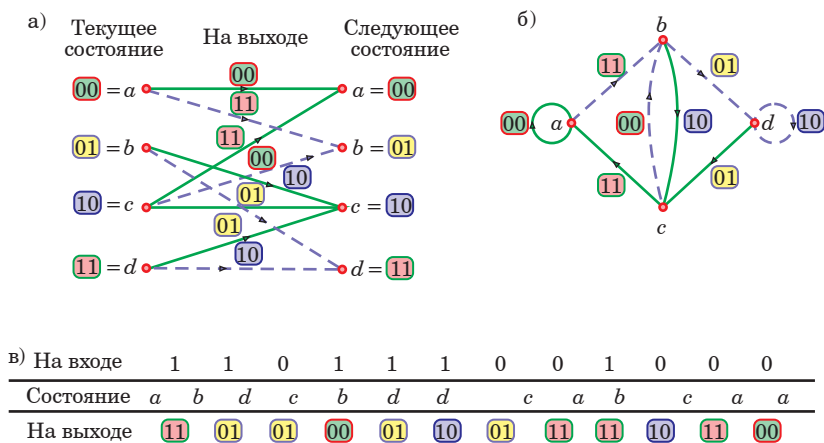 а)
Текущее состояние
На выходе
Следующее состояние
00 = a
00
a = 00
11
01 = b
11
b = 01
00
10
10 = c
01
c = 10
01
10
11 = d
d = 11
б)
b
11
01
00
a
00
10
d
10
11
01
c
в) На входе 1 1 0 1 1 1 0 0 1 0 0 0
Состояние a b d c b d d c a b c a a
На выходе 11 01 01 00 01 10 01 11 11 10 11 00